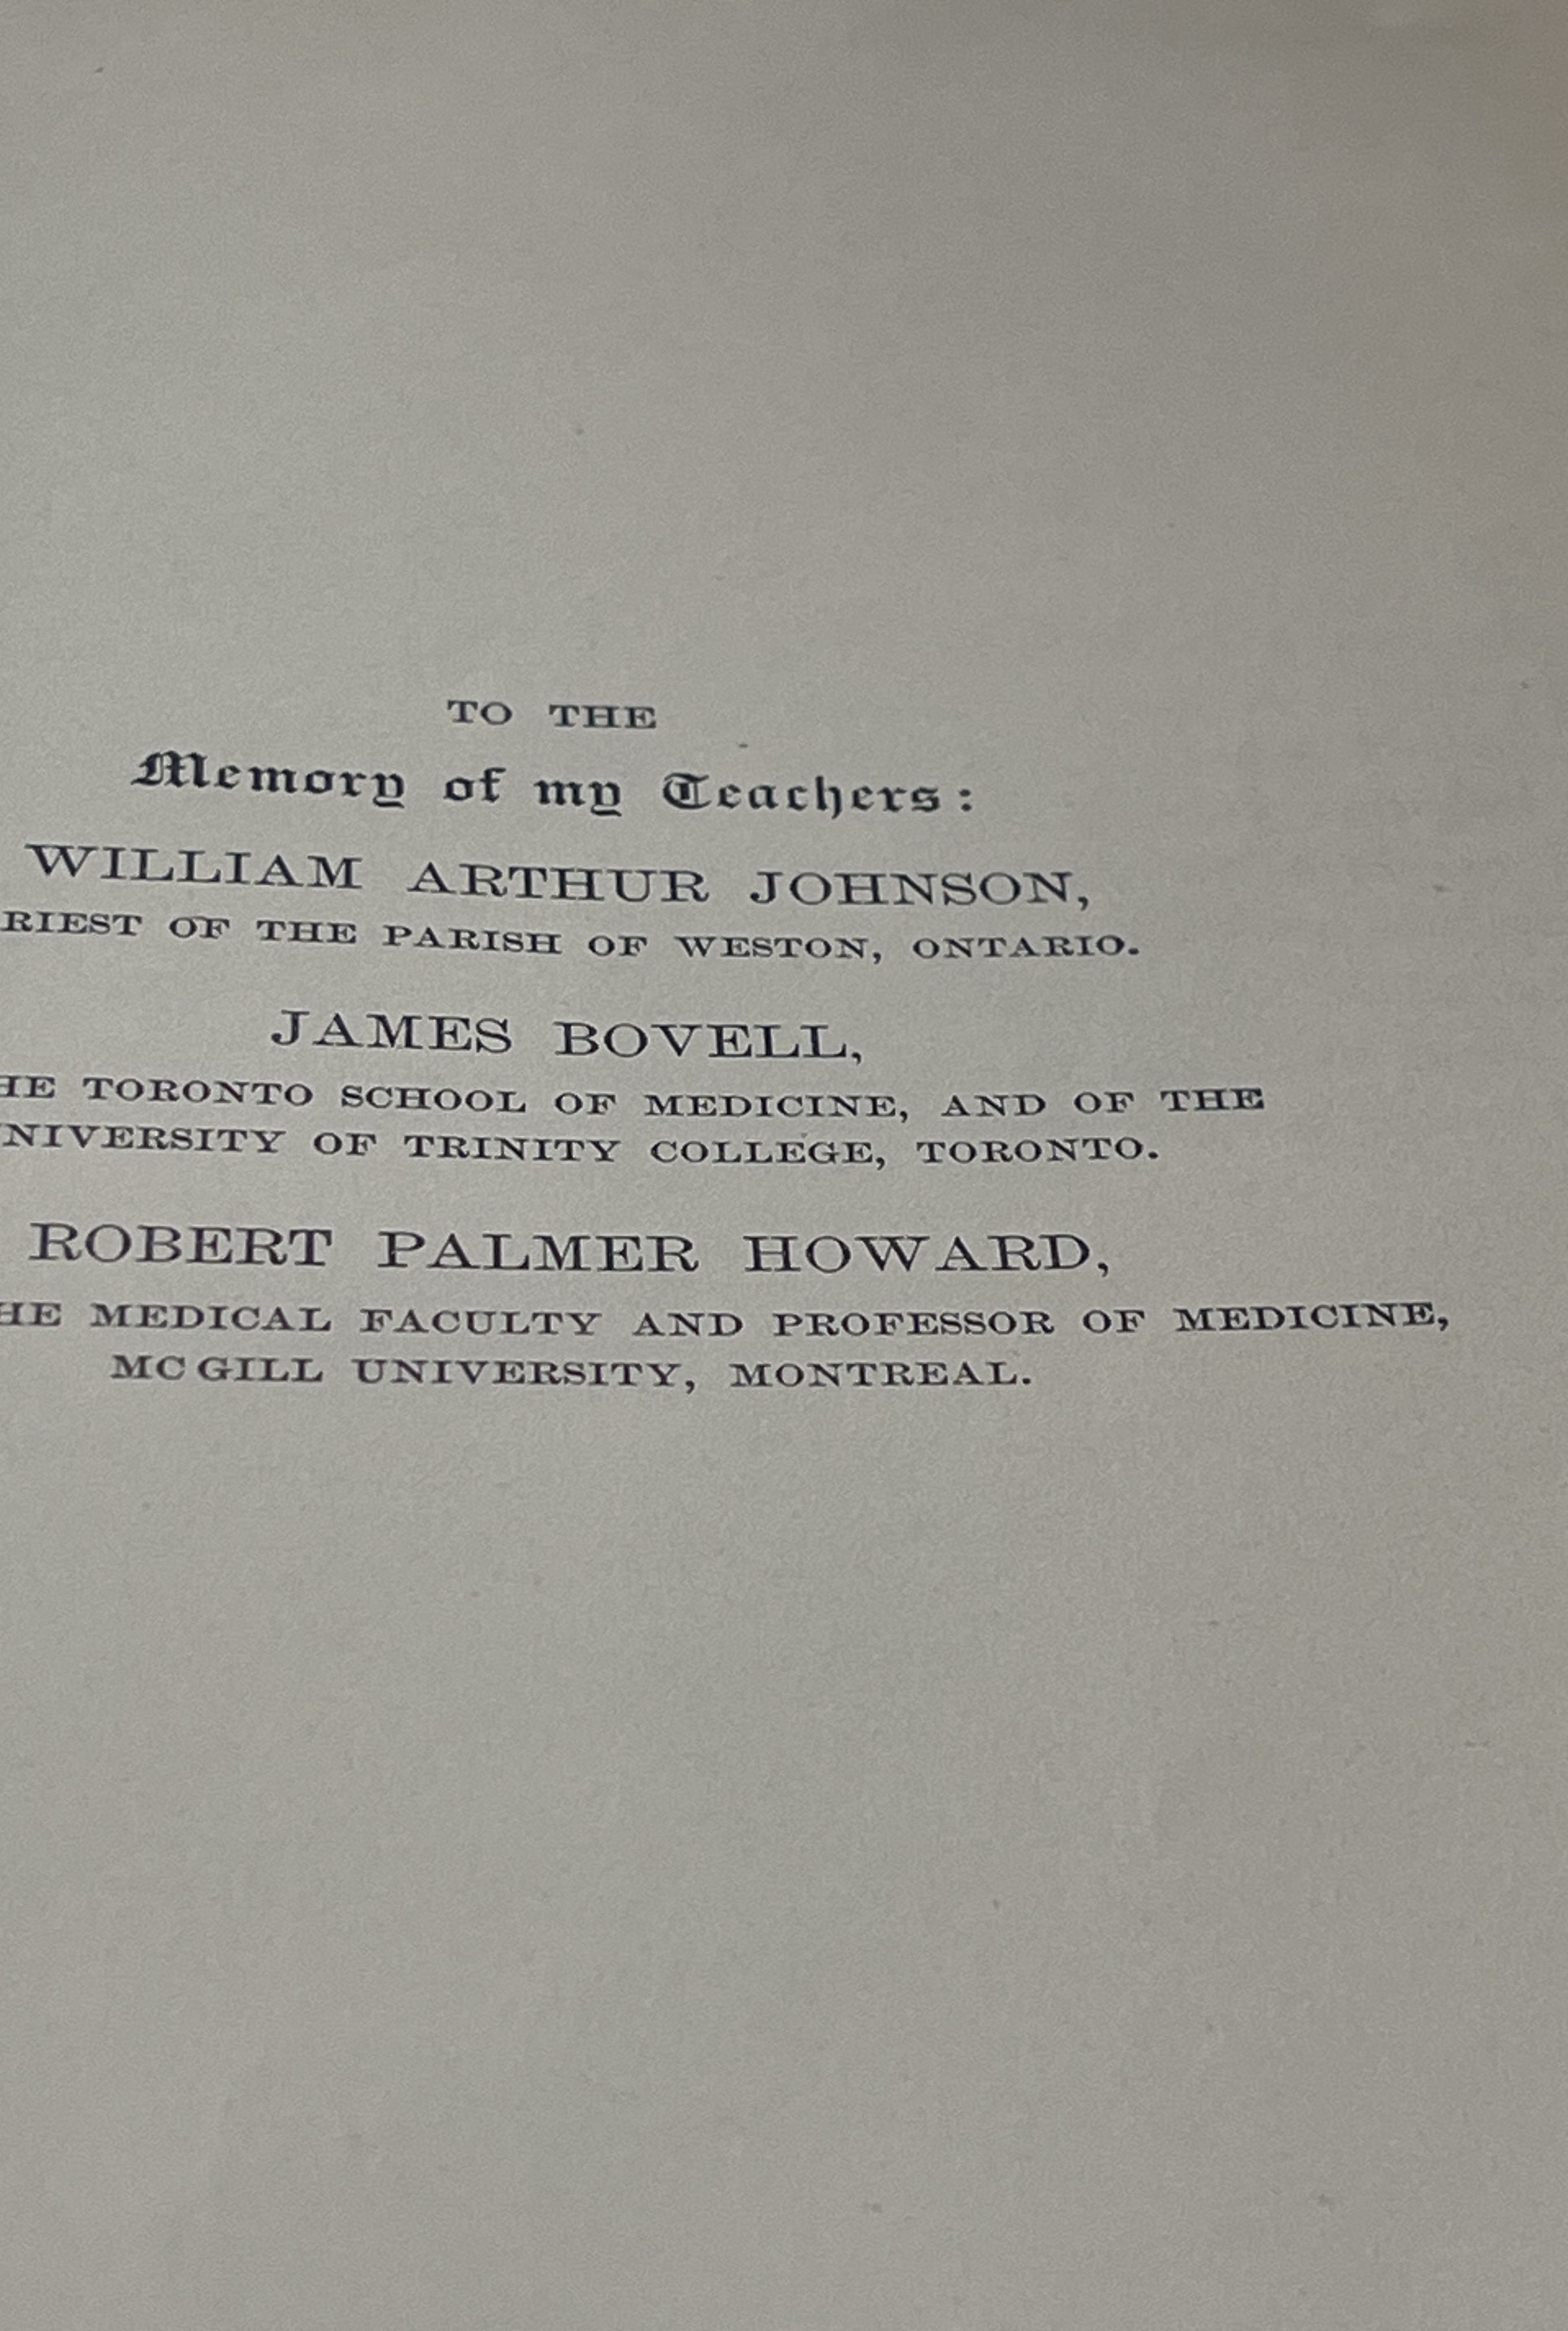 TO THE
Memory of my Teachers:
WILLIAM ARTHUR JOHNSON,
RIEST OF THE PARISH OF WESTON, ONTARIO.
JAMES BOVELL,
HE TORONTO SCHOOL OF MEDICINE, AND OF THE
NIVERSITY OF TRINITY COLLEGE, TORONTO.
ROBERT PALMER HOWARD,
HE MEDICAL FACULTY AND PROFESSOR OF MEDICINE,
MC GILL UNIVERSITY, MONTREAL.